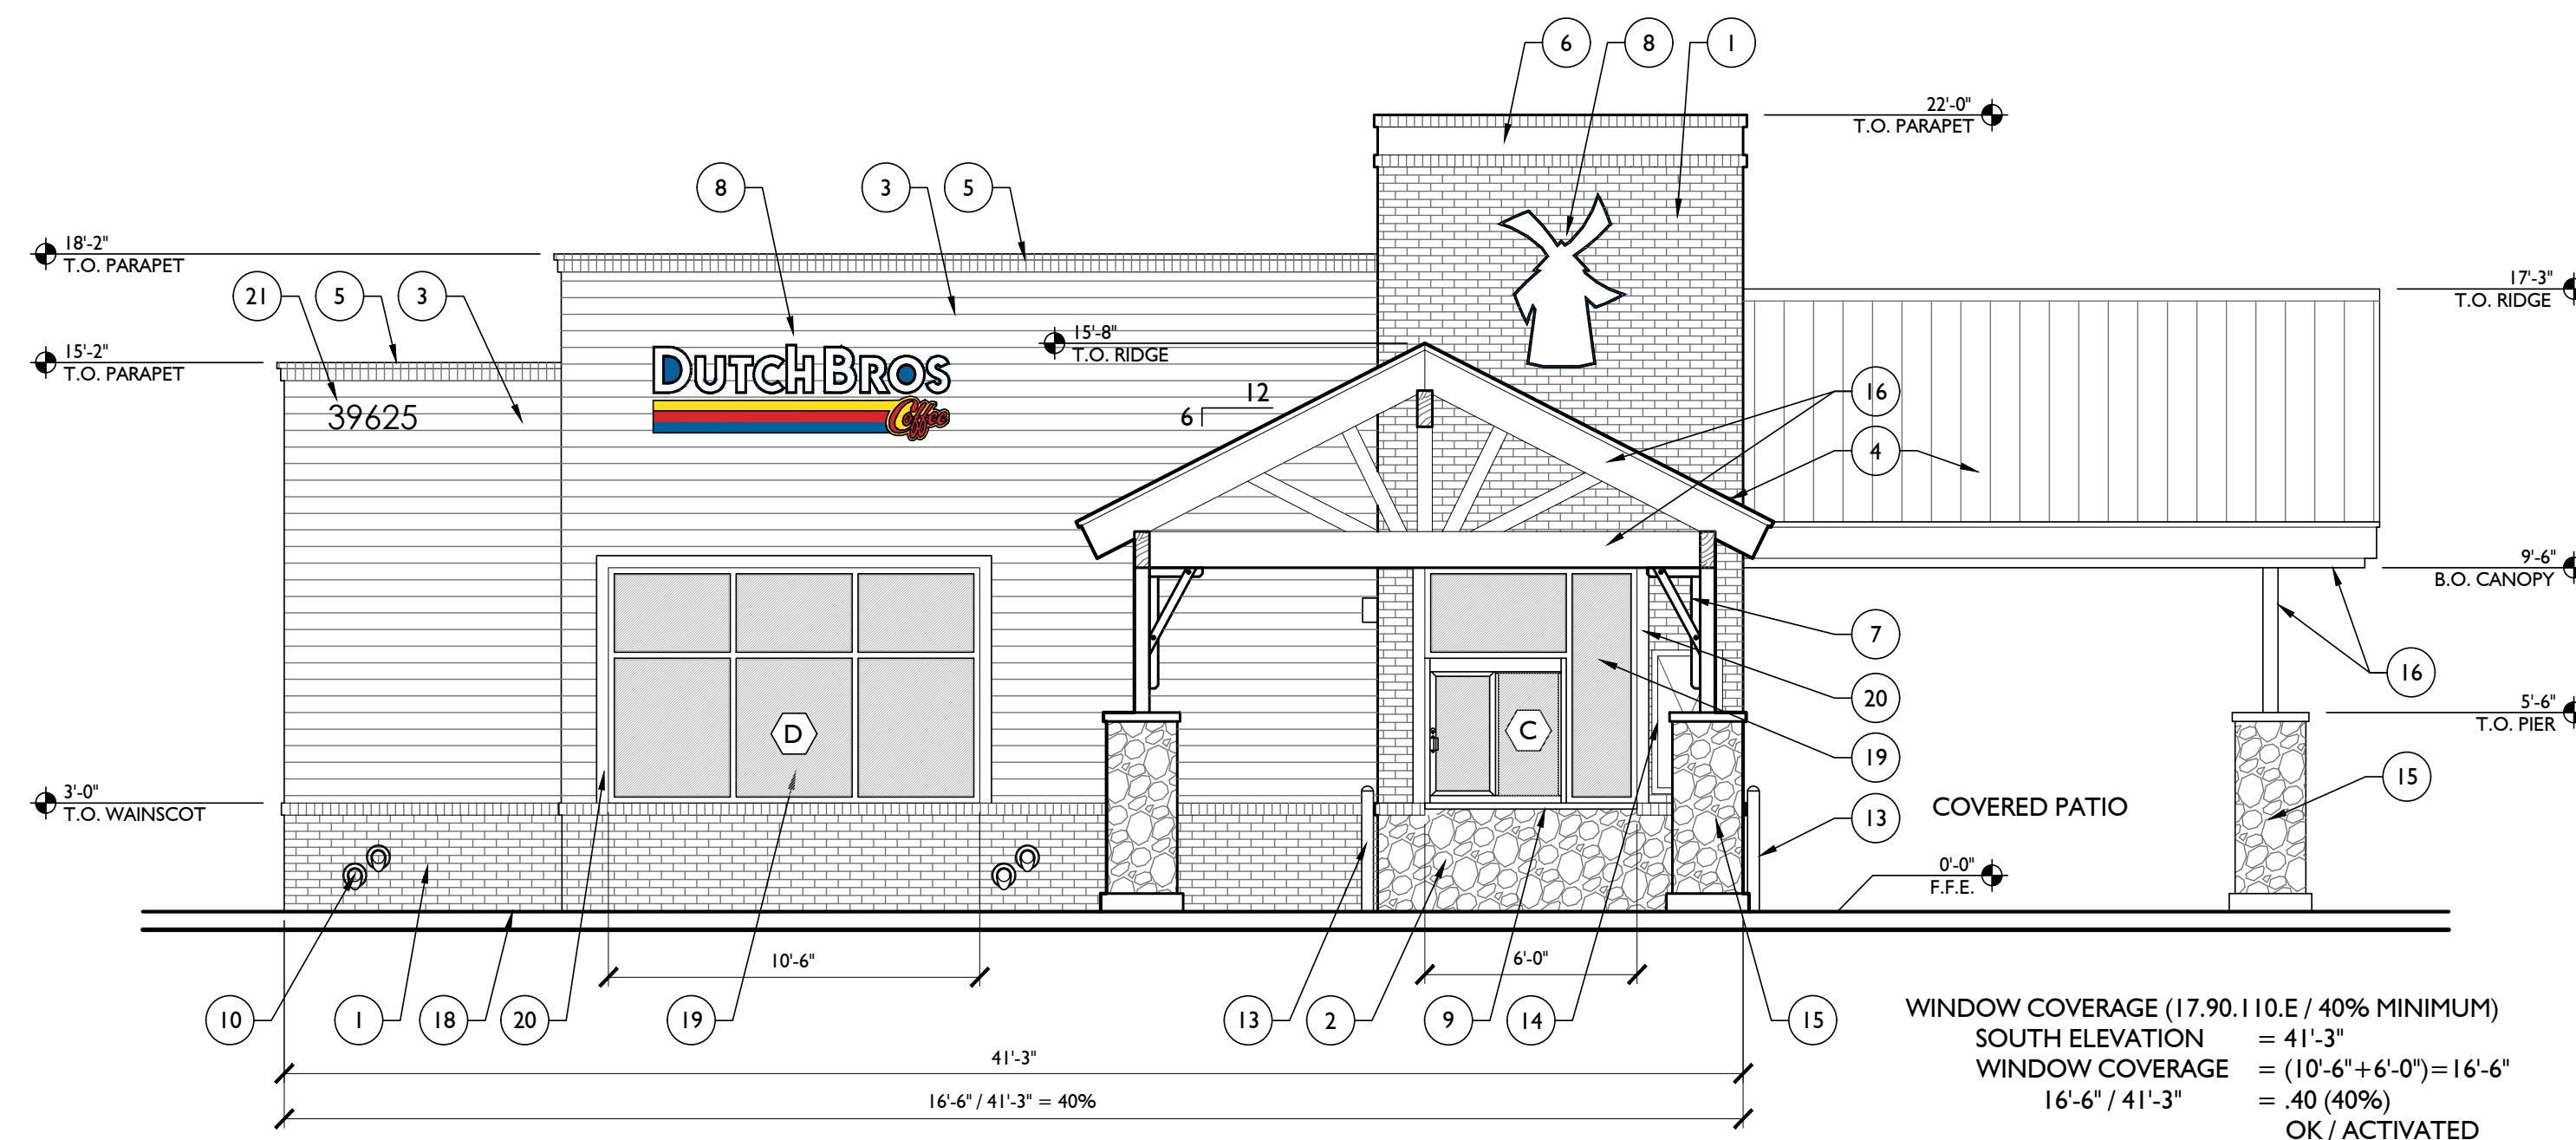 6 8 1
22'-0"
T.O. PARAPET
8 3 5
18'-2"
T.O. PARAPET
21 5 3
17'-3"
T.O. RIDGE
15'-8"
T.O. RIDGE
15'-2"
T.O. PARAPET
DUTCH BROS
Coffee
39625
12
6
16
4
9'-6"
B.O. CANOPY
7
16
20
5'-6"
T.O. PIER
D
C
19
15
3'-0"
T.O. WAINSCOT
13
COVERED PATIO
0'-0"
F.F.E.
10'-6"
6'-0"
10 1 18 20 19 13 2 9 14 15
WINDOW COVERAGE (17.90.110.E / 40% MINIMUM)
SOUTH ELEVATION = 41'-3"
WINDOW COVERAGE = (10'-6"+6'-0")=16'-6"
16'-6" / 41'-3" = .40 (40%)
OK / ACTIVATED
41'-3"
16'-6" / 41'-3" = 40%